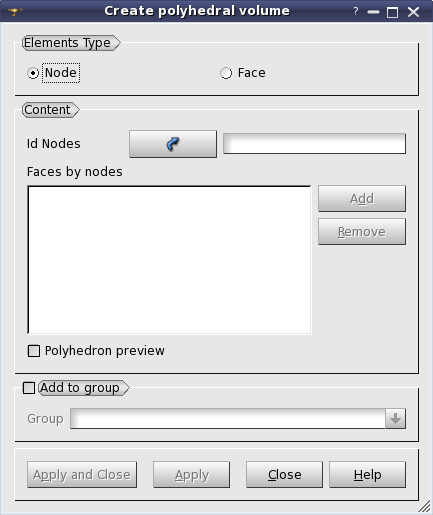 Create polyhedral volume
Elements Type
Node Face
Content
Id Nodes
Faces by nodes
Add
Remove
Polyhedron preview
Add to group
Group
Apply and Close Apply Close Help